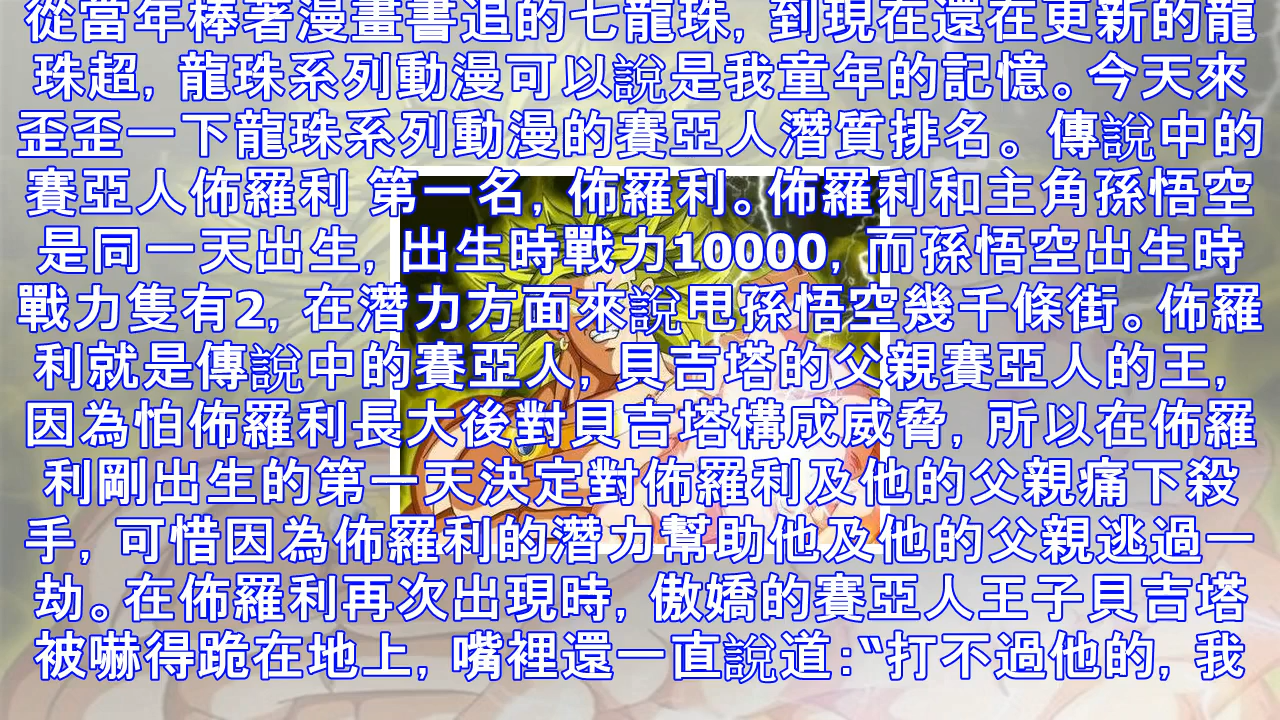 從當年棒著漫畫書追的七龍珠, 到現在還在更新的龍
珠超, 龍珠系列動漫可以說是我童年的記憶。今天來
歪歪一下龍珠系列動漫的賽亞人潛質排名。傳說中的
賽亞人佈羅利 第一名, 佈羅利。佈羅利和主角孫悟空
是同一天出生, 出生時戰力10000, 而孫悟空出生時
戰力隻有2, 在潛力方面來說甩孫悟空幾千條街。佈羅
利就是傳說中的賽亞人, 貝吉塔的父親賽亞人的王,
因為怕佈羅利長大後對貝吉塔構成威脅, 所以在佈羅
利剛出生的第一天決定對佈羅利及他的父親痛下殺
手, 可惜因為佈羅利的潛力幫助他及他的父親逃過一
劫。在佈羅利再次出現時, 傲嬌的賽亞人王子貝吉塔
被嚇得跪在地上, 嘴裡還一直說道:“打不過他的, 我